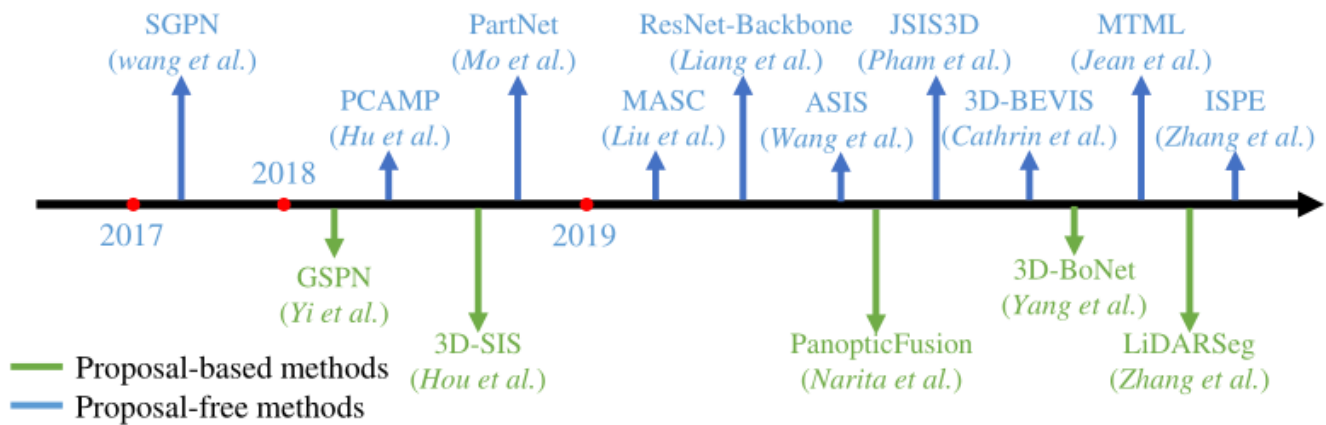 SGPN
(wang et al.)
PartNet
(Mo et al.)
ResNet-Backbone
(Liang et al.)
JSIS3D
(Pham et al.)
MTML
(Jean et al.)
PCAMP
(Hu et al.)
MASC
(Liu et al.)
ASIS
(Wang et al.)
3D-BEVIS
(Cathrin et al.)
ISPE
(Zhang et al.)
2018
2017
2019
GSPN
(Yi et al.)
3D-BoNet
(Yang et al.)
3D-SIS
(Hou et al.)
PanopticFusion
(Narita et al.)
LiDARSeg
(Zhang et al.)
Proposal-based methods
Proposal-free methods